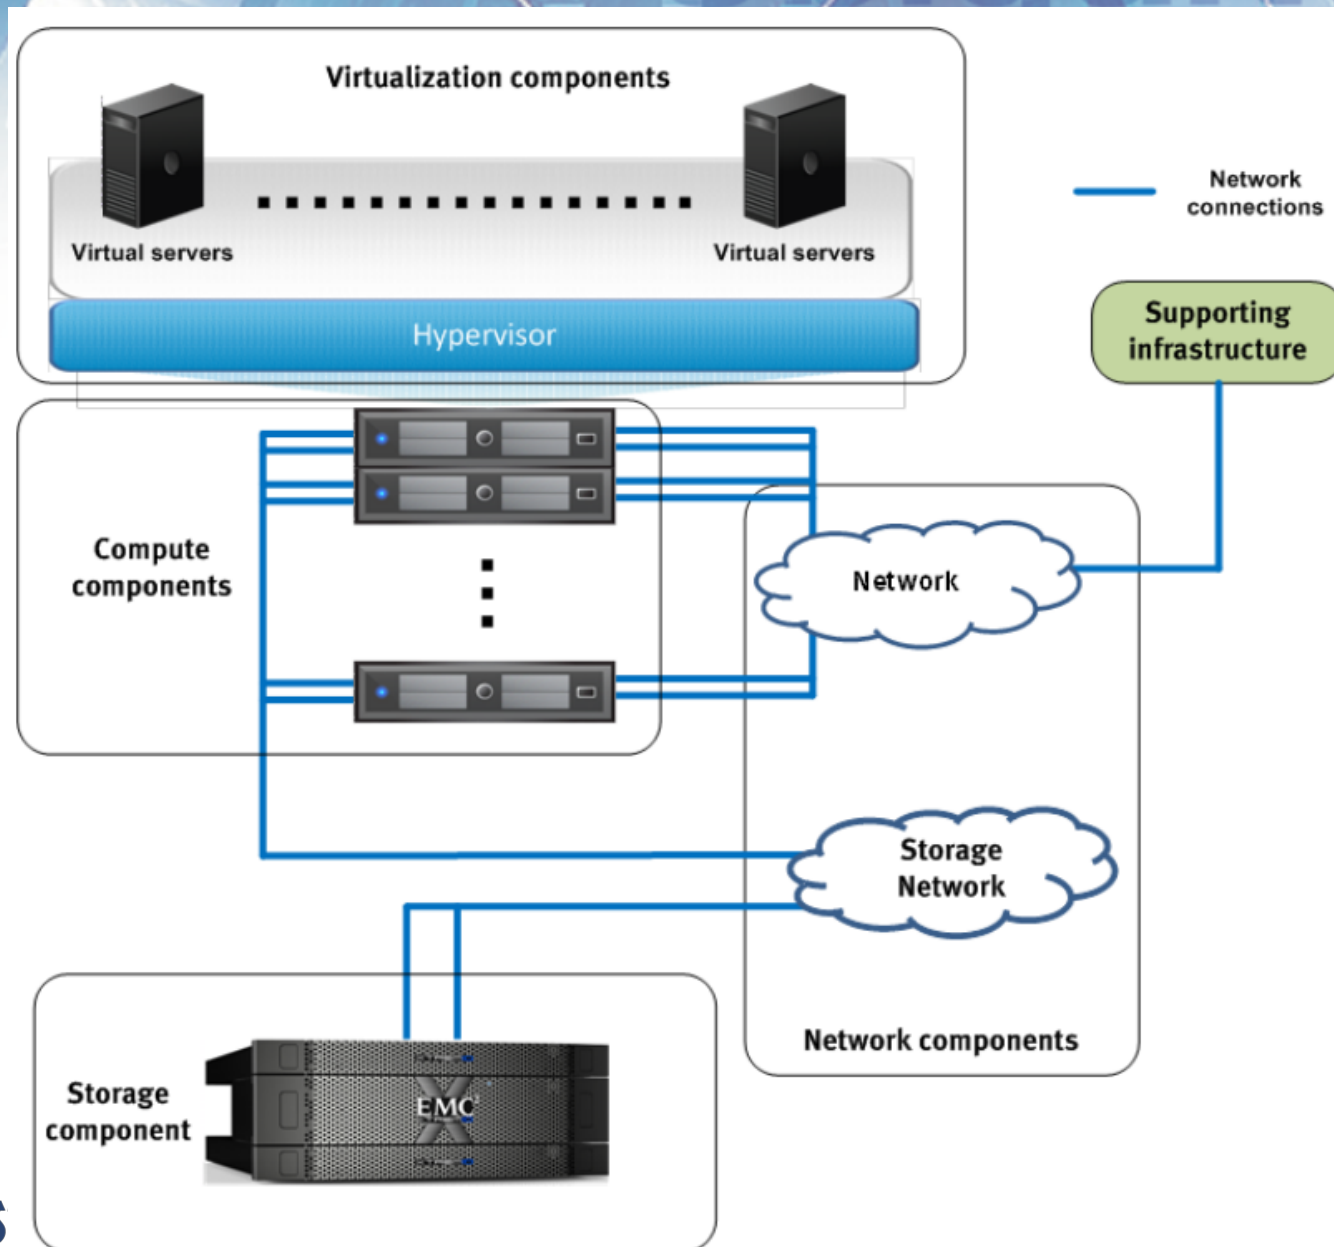 Virtualization components
Virtual servers
Virtual servers
Hypervisor
Network
connections
Supporting
infrastructure
Compute
components
Network
Storage
Network
Network components
Storage
component
EMC²
s